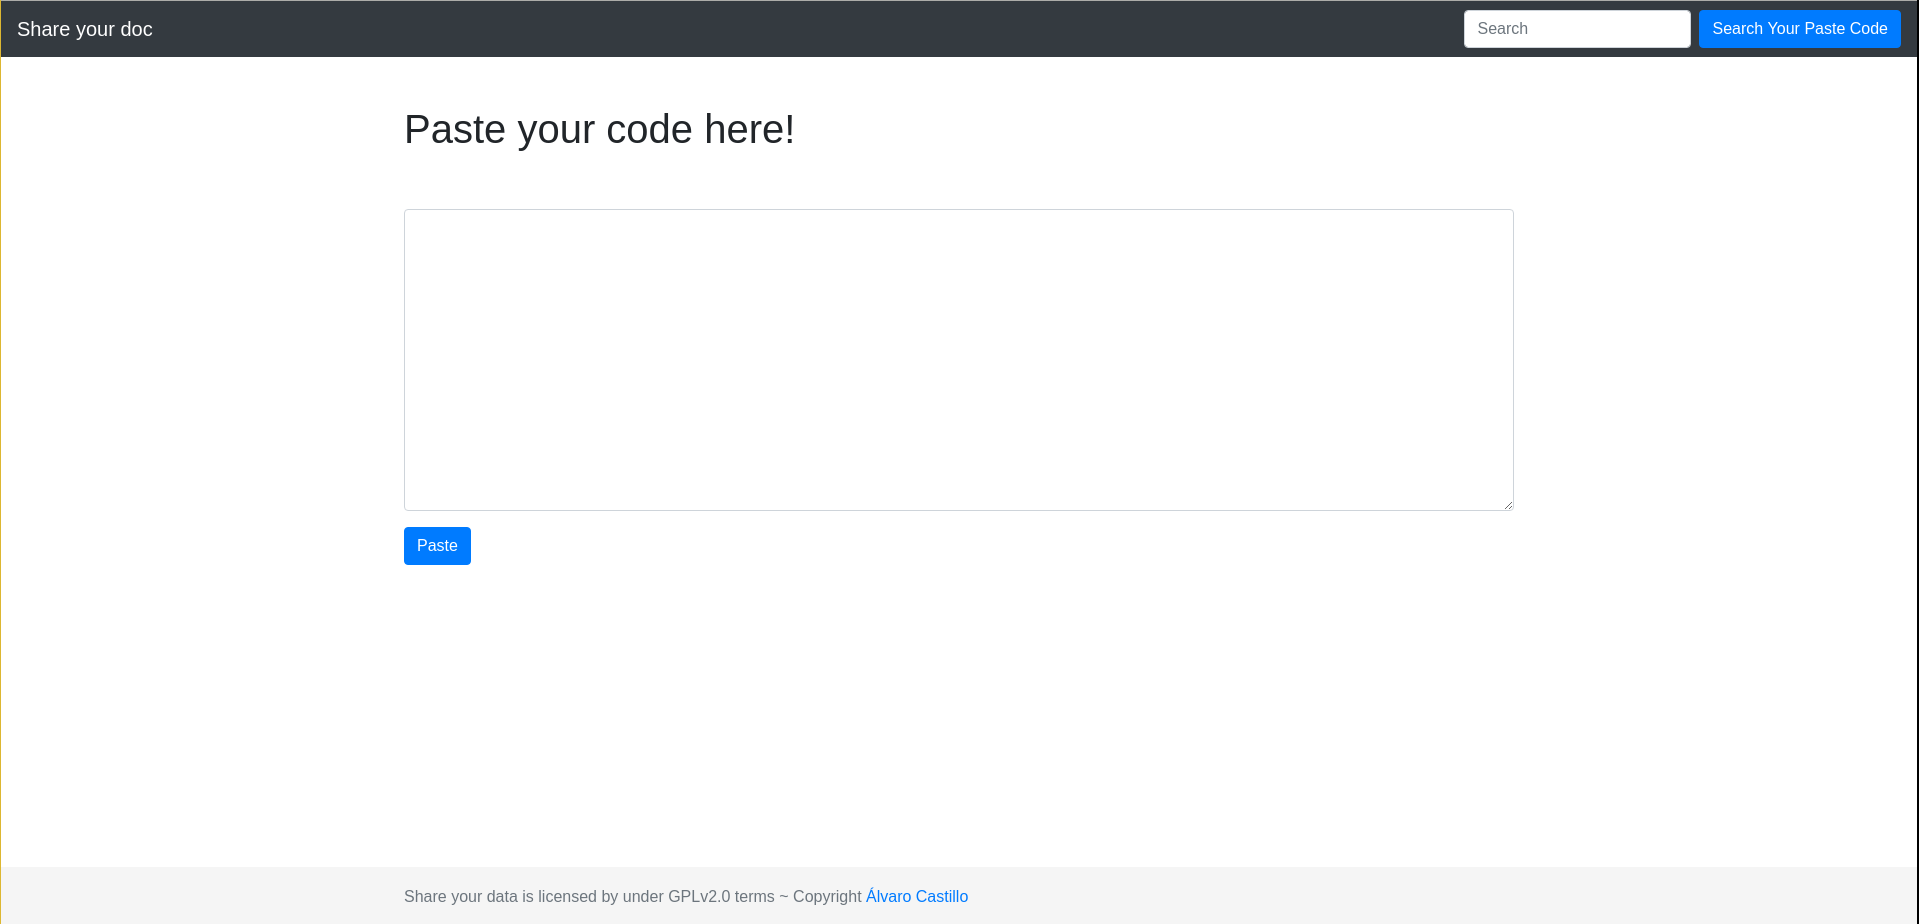 Share your doc
Search
Search Your Paste Code
Paste your code here!
Paste
Share your data is licensed by under GPLv2.0 terms ~ Copyright Álvaro Castillo